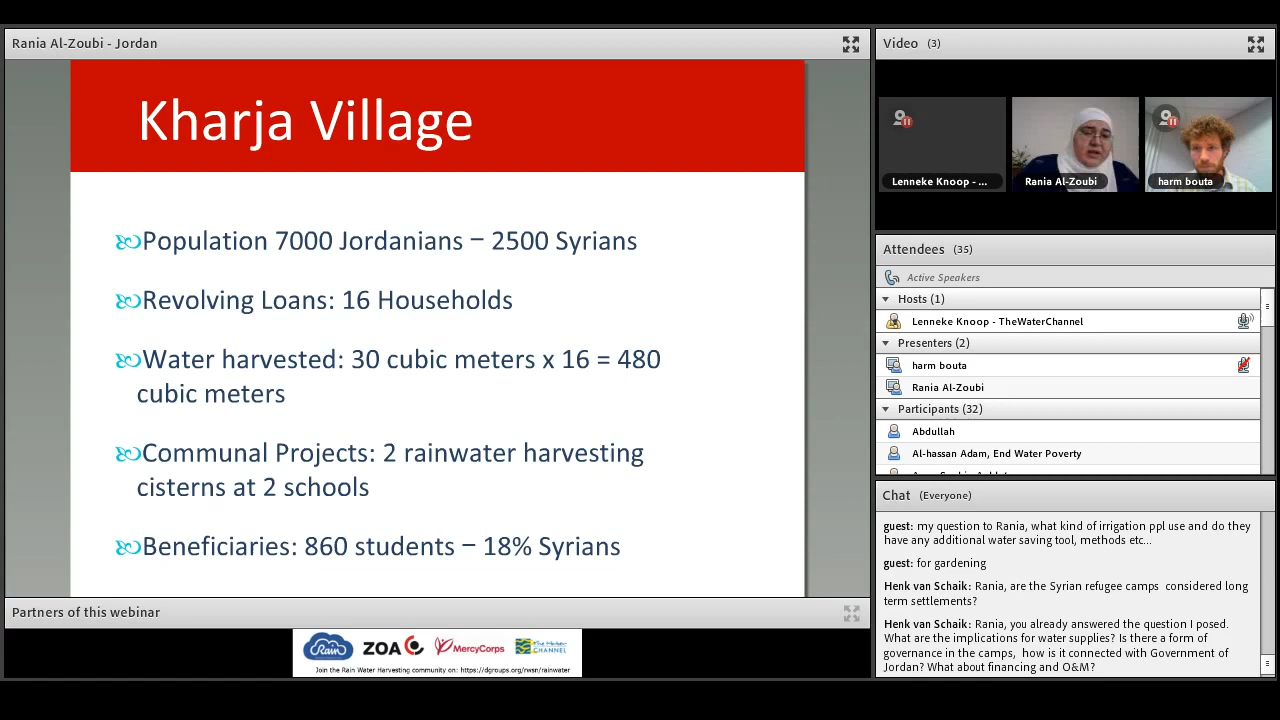 Rania Al-Zoubi - Jordan
Kharja Village
Population 7000 Jordanians – 2500 Syrians
Revolving Loans: 16 Households
Water harvested: 30 cubic meters x 16 = 480
cubic meters
Communal Projects: 2 rainwater harvesting
cisterns at 2 schools
Beneficiaries: 860 students – 18% Syrians
Partners of this webinar
Rain
ZOA
MercyCorps
The Water
CHANNEL
Join the Rain Water Harvesting community on: https://dgroups.org/rwsn/rainwater
Video (3)
Lenneke Knoop - ...
Rania Al-Zoubi
harm bouta
Attendees (35)
Active Speakers
Hosts (1)
Lenneke Knoop - TheWaterChannel
Presenters (2)
harm bouta
Rania Al-Zoubi
Participants (32)
Abdullah
Al-hassan Adam, End Water Poverty
Chat (Everyone)
guest: my question to Rania, what kind of irrigation ppl use and do they
have any additional water saving tool, methods etc...
guest: for gardening
Henk van Schaik: Rania, are the Syrian refugee camps considered long
term settlements?
Henk van Schaik: Rania, you already answered the question I posed.
What are the implications for water supplies? Is there a form of
governance in the camps, how is it connected with Government of
Jordan? What about financing and O&M?